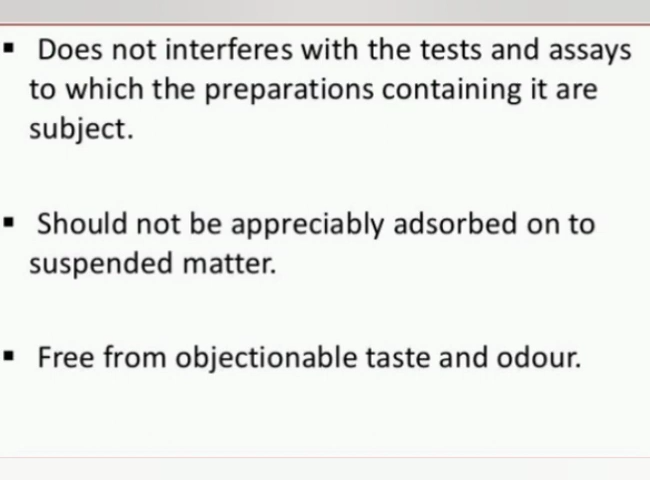 ▪ Does not interferes with the tests and assays
to which the preparations containing it are
subject.
▪ Should not be appreciably adsorbed on to
suspended matter.
▪ Free from objectionable taste and odour.